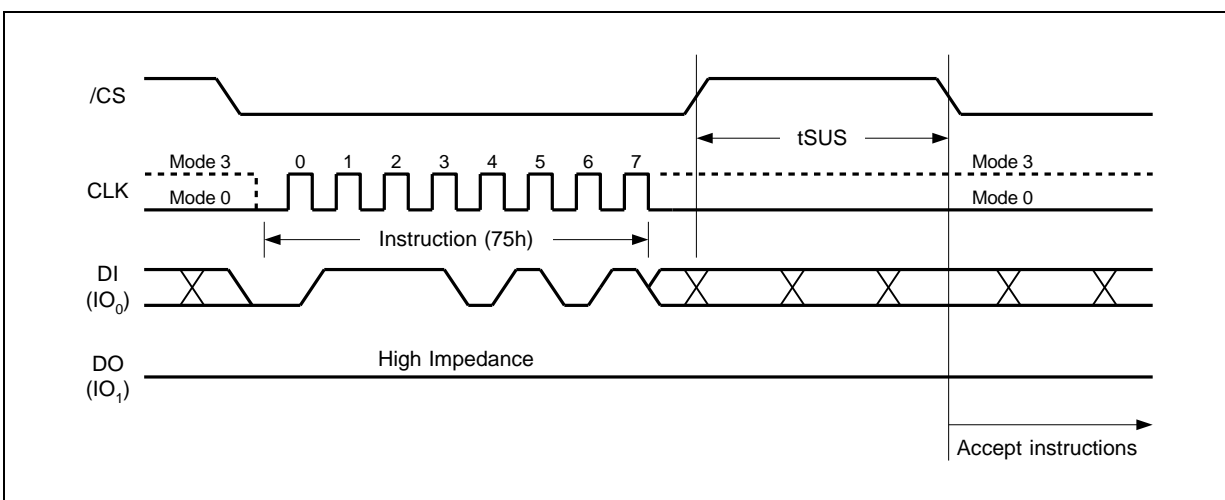 /CS
tSUS
Mode 3 0 1 2 3 4 5 6 7 Mode 3
CLK
Mode 0 Mode 0
Instruction (75h)
DI
(IO0)
High Impedance
DO
(IO1)
Accept instructions